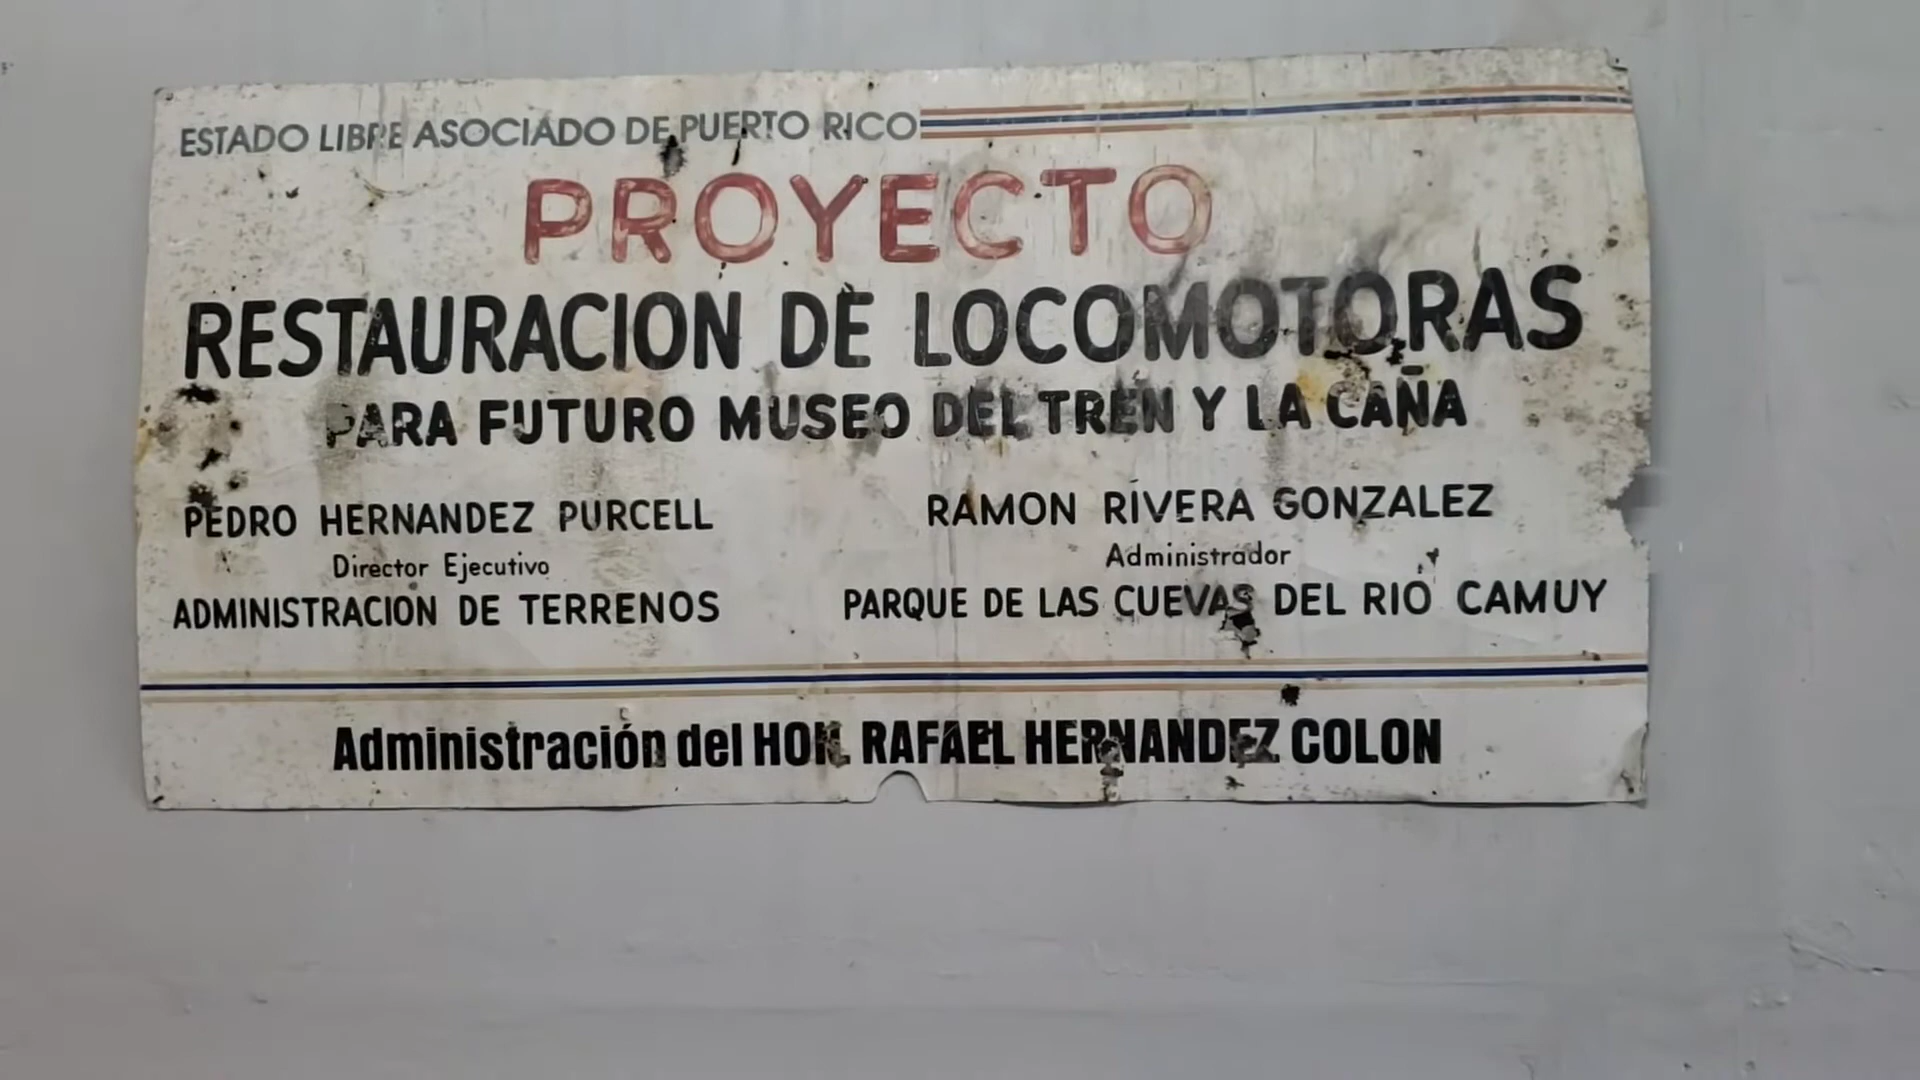 ESTADO LIBRE ASOCIADO DE PUERTO RICO
PROYECTO
RESTAURACION DE LOCOMOTORAS
PARA FUTURO MUSEO DEL TREN Y LA CAÑA
PEDRO HERNANDEZ PURCELL
Director Ejecutivo
ADMINISTRACION DE TERRENOS
RAMON RIVERA GONZALEZ
Administrador
PARQUE DE LAS CUEVAS DEL RIO CAMUY
Administración del HON. RAFAEL HERNANDEZ COLON